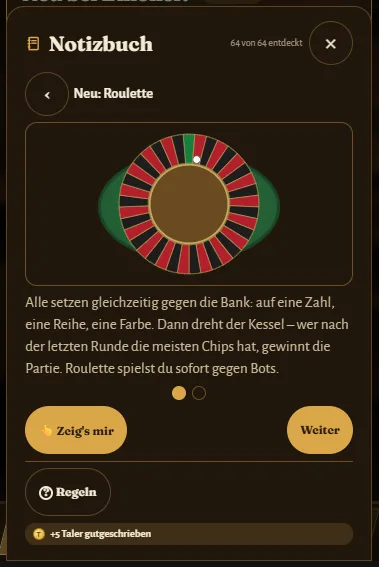 Notizbuch
64 von 64 entdeckt
Neu: Roulette
Alle setzen gleichzeitig gegen die Bank: auf eine Zahl,
eine Reihe, eine Farbe. Dann dreht der Kessel – wer nach
der letzten Runde die meisten Chips hat, gewinnt die
Partie. Roulette spielst du sofort gegen Bots.
👆 Zeig's mir
Weiter
? Regeln
T +5 Taler gutgeschrieben